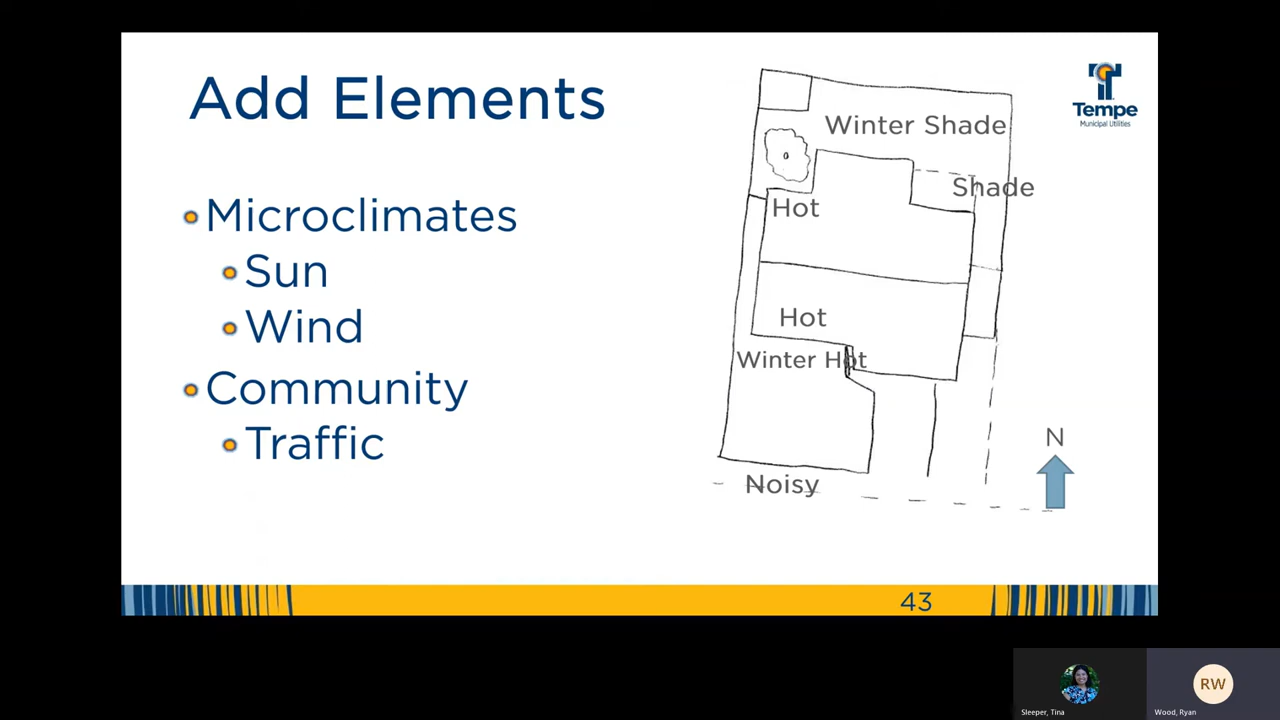 Add Elements
Microclimates
Sun
Wind
Community
Traffic
Winter Shade
Shade
Hot
Hot
Winter Hot
Noisy
N
Tempe
Municipal Utilities
43
RW
Sleeper, Tina
Wood, Ryan